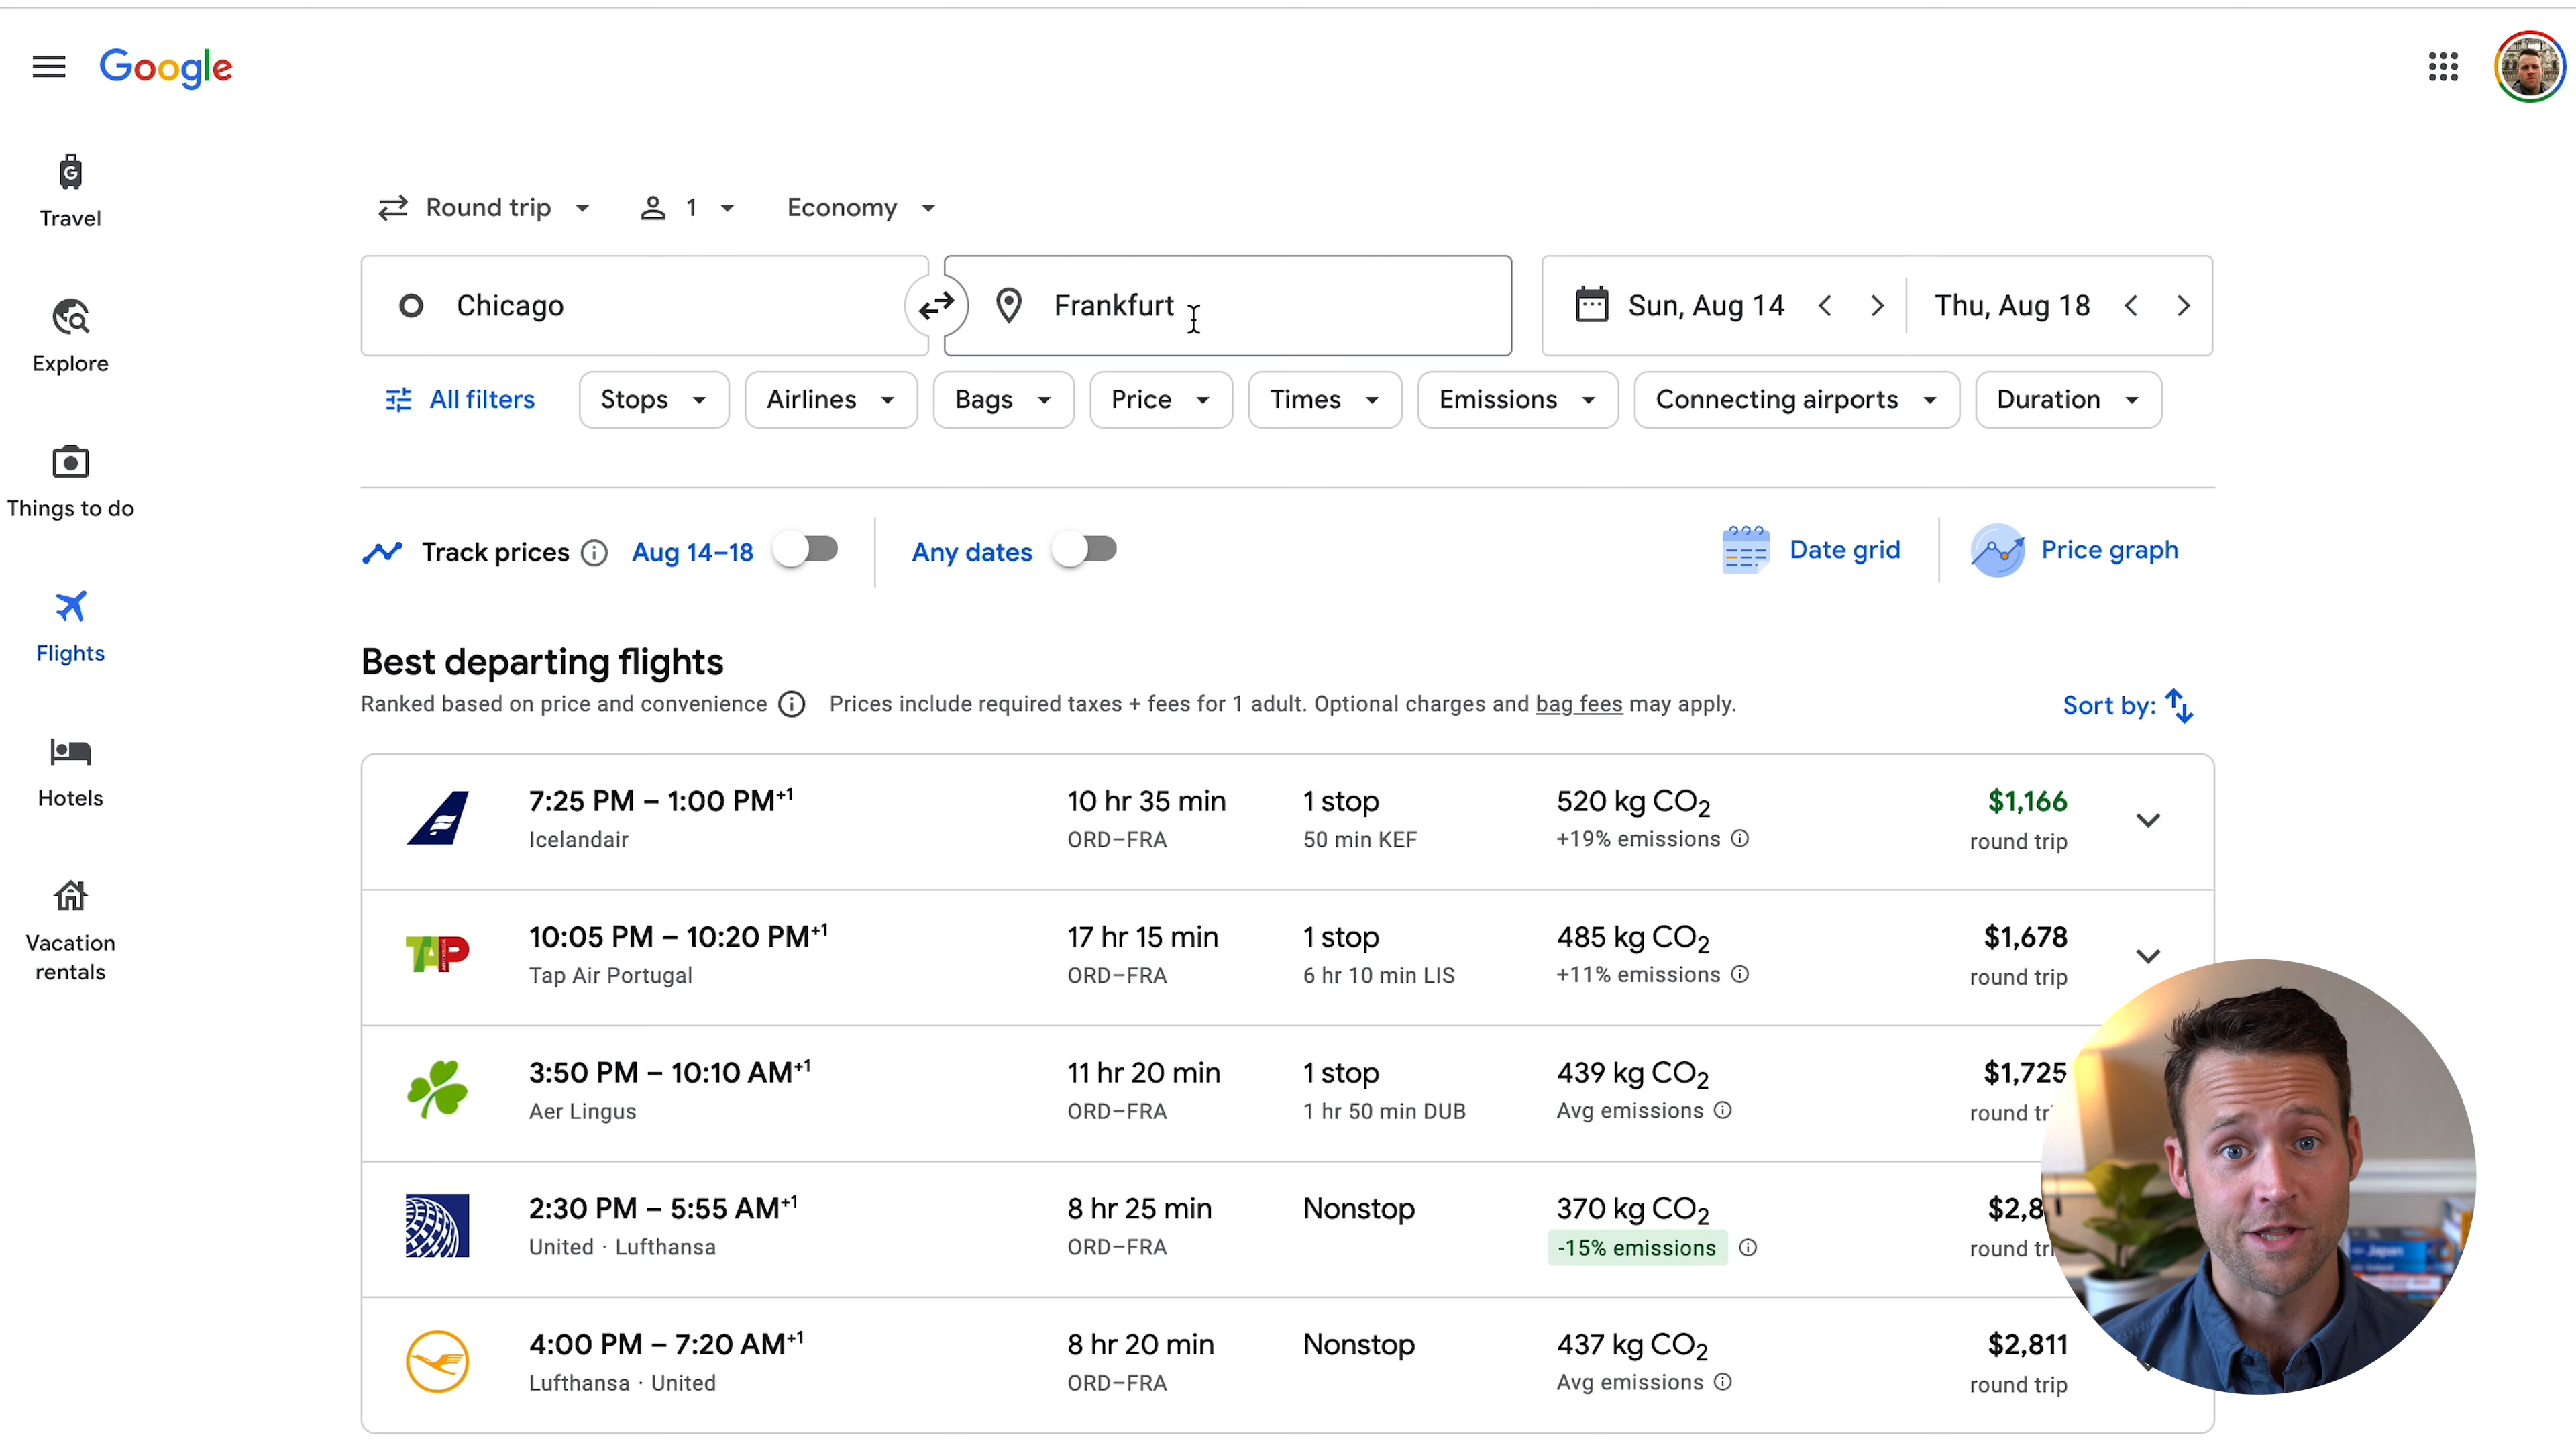 Google
Travel
Explore
Things to do
Flights
Hotels
Vacation
rentals
Round trip 1 Economy
Chicago Frankfurt Sun, Aug 14 Thu, Aug 18
All filters Stops Airlines Bags Price Times Emissions Connecting airports Duration
Track prices Aug 14–18 Any dates Date grid Price graph
Best departing flights
Ranked based on price and convenience Prices include required taxes + fees for 1 adult. Optional charges and bag fees may apply. Sort by:
7:25 PM – 1:00 PM+1 10 hr 35 min 1 stop 520 kg CO2 $1,166
Icelandair ORD–FRA 50 min KEF +19% emissions round trip
TAP
10:05 PM – 10:20 PM+1 17 hr 15 min 1 stop 485 kg CO2 $1,678
Tap Air Portugal ORD–FRA 6 hr 10 min LIS +11% emissions round trip
3:50 PM – 10:10 AM+1 11 hr 20 min 1 stop 439 kg CO2 $1,725
Aer Lingus ORD–FRA 1 hr 50 min DUB Avg emissions round
2:30 PM – 5:55 AM+1 8 hr 25 min Nonstop 370 kg CO2
United · Lufthansa ORD–FRA -15% emissions round
4:00 PM – 7:20 AM+1 8 hr 20 min Nonstop 437 kg CO2 $2,811
Lufthansa · United ORD–FRA Avg emissions round trip
Japan